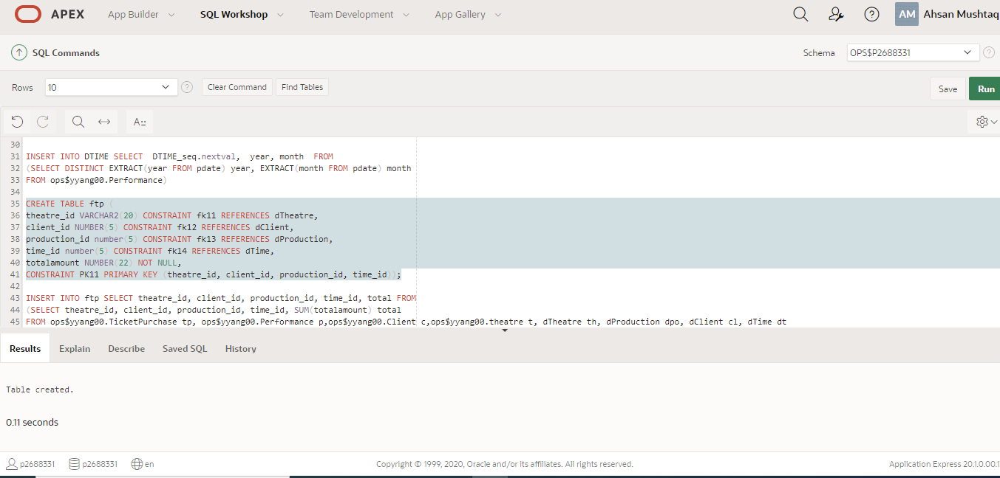 APEX App Builder SQL Workshop Team Development App Gallery ? AM Ahsan Mushtaq
SQL Commands Schema OPS$P2688331 ?
Rows 10 ? Clear Command Find Tables Save Run
A::
30
31 INSERT INTO DTIME SELECT DTIME_seq.nextval, year, month FROM
32 (SELECT DISTINCT EXTRACT(year FROM pdate) year, EXTRACT(month FROM pdate) month
33 FROM ops$yyang00.Performance)
34
35 CREATE TABLE ftp (
36 theatre_id VARCHAR2(20) CONSTRAINT fk11 REFERENCES dTheatre,
37 client_id NUMBER(5) CONSTRAINT fk12 REFERENCES dClient,
38 production_id number(5) CONSTRAINT fk13 REFERENCES dProduction,
39 time_id number(5) CONSTRAINT fk14 REFERENCES dTime,
40 totalamount NUMBER(22) NOT NULL,
41 CONSTRAINT PK11 PRIMARY KEY (theatre_id, client_id, production_id, time_id));
42
43 INSERT INTO ftp SELECT theatre_id, client_id, production_id, time_id, total FROM
44 (SELECT theatre_id, client_id, production_id, time_id, SUM(totalamount) total
45 FROM ops$yyang00.TicketPurchase tp, ops$yyang00.Performance p,ops$yyang00.Client c,ops$yyang00.theatre t, dTheatre th, dProduction dpo, dClient cl, dTime dt
Results Explain Describe Saved SQL History
Table created.
0.11 seconds
p2688331 p2688331 en Copyright © 1999, 2020, Oracle and/or its affiliates. All rights reserved. Application Express 20.1.0.00.1